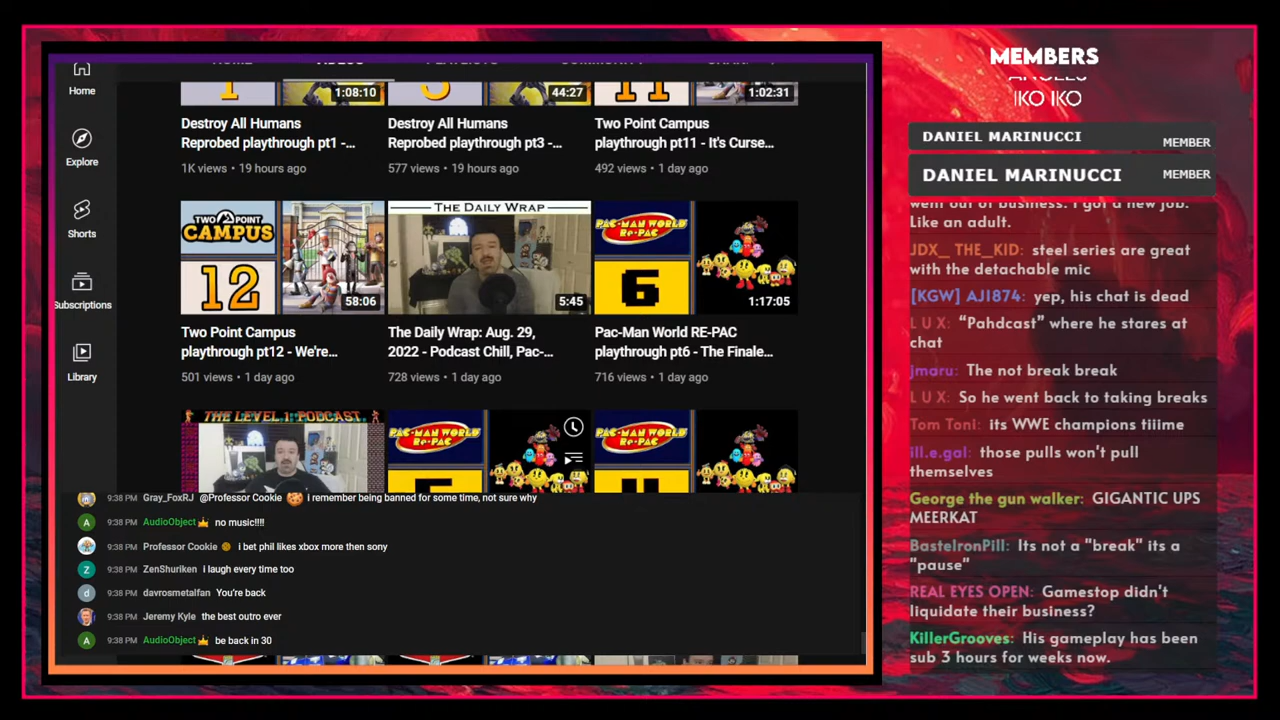 Home
Explore
Shorts
Subscriptions
Library
1
1:08:10
3
44:27
11
1:02:31
Destroy All Humans
Reprobed playthrough pt1 -...
1K views • 19 hours ago
Destroy All Humans
Reprobed playthrough pt3 -...
577 views • 19 hours ago
Two Point Campus
playthrough pt11 - It's Curse...
492 views • 1 day ago
TWO POINT
CAMPUS
12
58:06
THE DAILY WRAP
5:45
PAC-MAN WORLD
Re-PAC
6
1:17:05
Two Point Campus
playthrough pt12 - We're...
501 views • 1 day ago
The Daily Wrap: Aug. 29,
2022 - Podcast Chill, Pac-...
728 views • 1 day ago
Pac-Man World RE-PAC
playthrough pt6 - The Finale...
716 views • 1 day ago
THE LEVEL 1 PODCAST
PAC-MAN WORLD
Re-PAC
PAC-MAN WORLD
Re-PAC
9:38 PM Gray_FoxRJ @Professor Cookie i remember being banned for some time, not sure why
A 9:38 PM AudioObject no music!!!!
9:38 PM Professor Cookie i bet phil likes xbox more then sony
Z 9:38 PM ZenShuriken i laugh every time too
d 9:38 PM davrosmetalfan You're back
9:38 PM Jeremy Kyle the best outro ever
A 9:38 PM AudioObject be back in 30
MEMBERS
IKO IKO
DANIEL MARINUCCI MEMBER
DANIEL MARINUCCI MEMBER
went out of business. I got a new job.
Like an adult.
JDX_ THE_KID: steel series are great
with the detachable mic
[KGW] AJ1874: yep, his chat is dead
L U X: “Pahdcast” where he stares at
chat
jmaru: The not break break
L U X: So he went back to taking breaks
Tom Toni: its WWE champions tiiime
ill.e.gal: those pulls won't pull
themselves
George the gun walker: GIGANTIC UPS
MEERKAT
BasteIronPill: Its not a "break" its a
"pause"
REAL EYES OPEN: Gamestop didn't
liquidate their business?
KillerGrooves: His gameplay has been
sub 3 hours for weeks now.